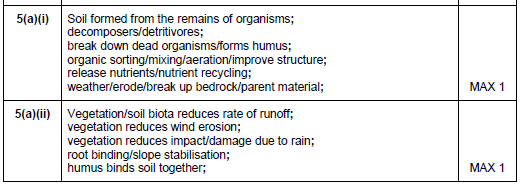 5(a)(i) Soil formed from the remains of organisms;
decomposers/detritivores;
break down dead organisms/forms humus;
organic sorting/mixing/aeration/improve structure;
release nutrients/nutrient recycling;
weather/erode/break up bedrock/parent material; MAX 1
5(a)(ii) Vegetation/soil biota reduces rate of runoff;
vegetation reduces wind erosion;
vegetation reduces impact/damage due to rain;
root binding/slope stabilisation;
humus binds soil together; MAX 1